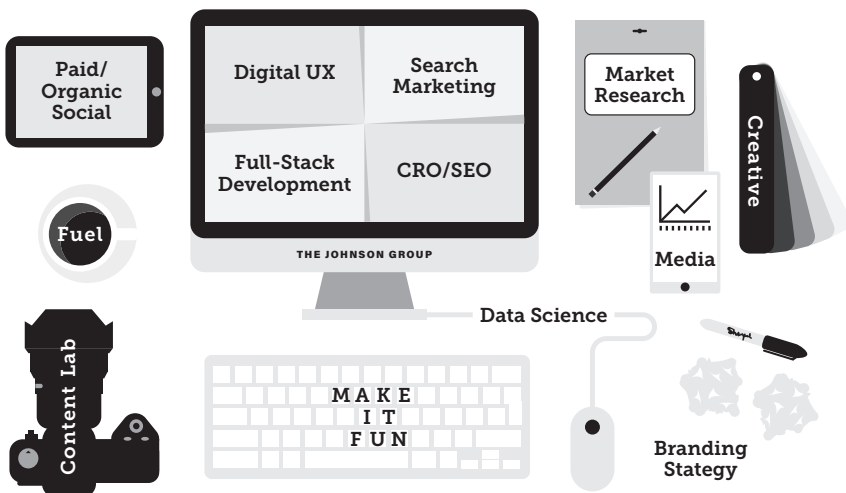 Paid/
Organic
Social
Digital UX
Search
Marketing
Full-Stack
Development
CRO/SEO
THE JOHNSON GROUP
Market
Research
Creative
Media
Fuel
Data Science
Content Lab
MAKE
IT
FUN
Sharpie
Branding
Stategy